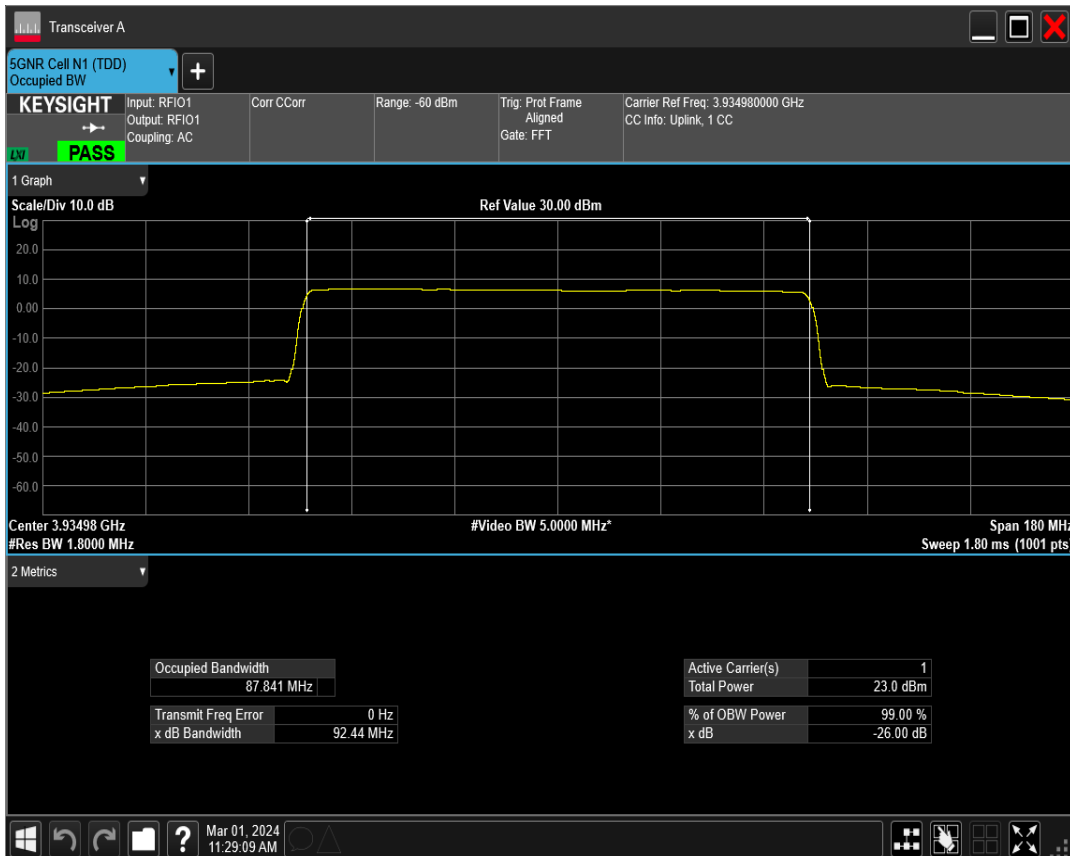 Transceiver A
5GNR Cell N1 (TDD)
Occupied BW
+
KEYSIGHT
LXI
PASS
Input: RFIO1
Output: RFIO1
Coupling: AC
Corr CCorr
Range: -60 dBm
Trig: Prot Frame
Aligned
Gate: FFT
Carrier Ref Freq: 3.934980000 GHz
CC Info: Uplink, 1 CC
1 Graph
Scale/Div 10.0 dB
Ref Value 30.00 dBm
Log
20.0
10.0
0.00
-10.0
-20.0
-30.0
-40.0
-50.0
-60.0
Center 3.93498 GHz
#Video BW 5.0000 MHz*
Span 180 MHz
#Res BW 1.8000 MHz
Sweep 1.80 ms (1001 pts)
2 Metrics
Occupied Bandwidth
87.841 MHz
Transmit Freq Error 0 Hz
x dB Bandwidth 92.44 MHz
Active Carrier(s) 1
Total Power 23.0 dBm
% of OBW Power 99.00 %
x dB -26.00 dB
?
Mar 01, 2024
11:29:09 AM